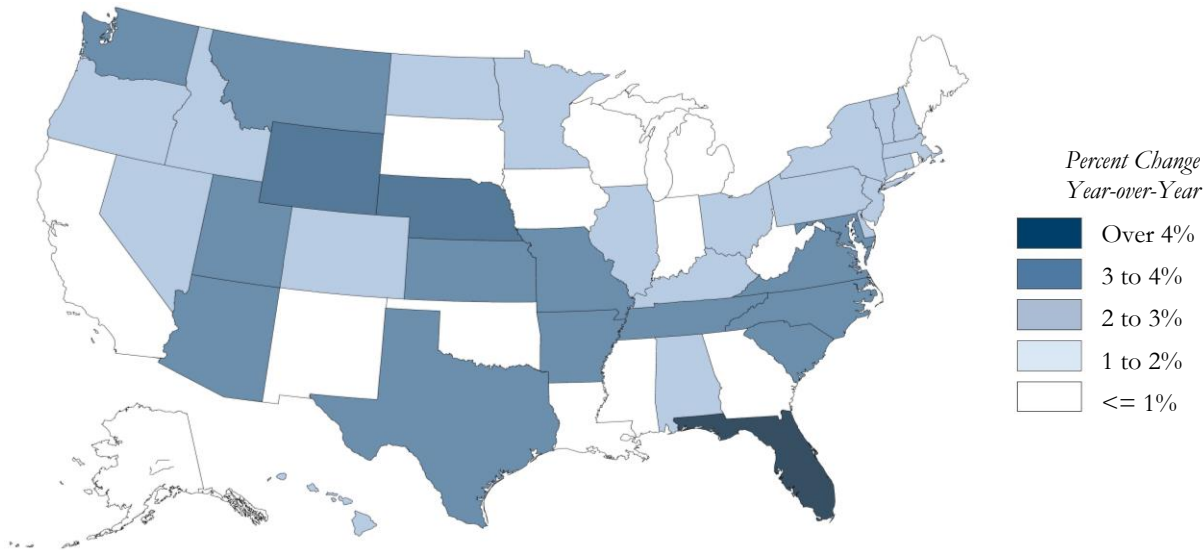 Percent Change
Year-over-Year
Over 4%
3 to 4%
2 to 3%
1 to 2%
<= 1%